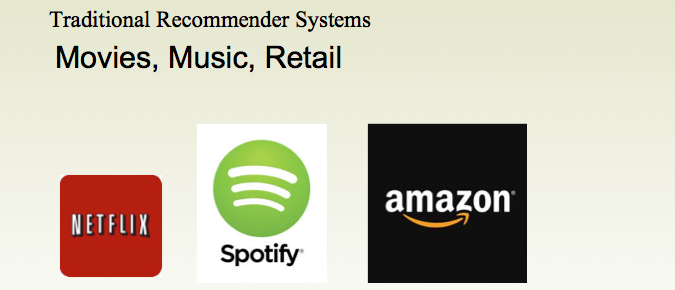 Traditional Recommender Systems
Movies, Music, Retail
NETFLIX
Spotify
amazon